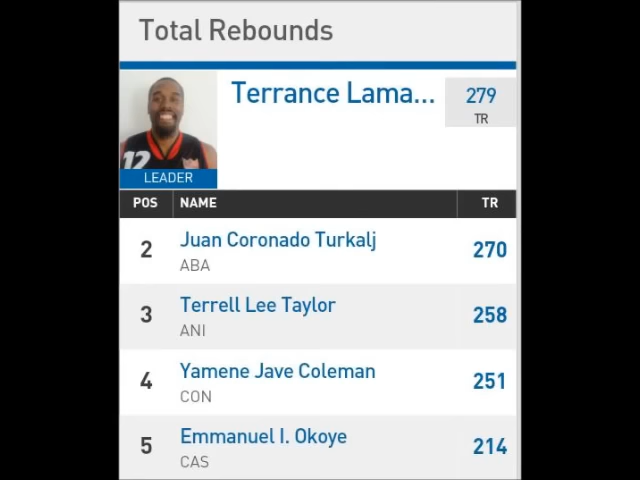 Total Rebounds
Terrance Lama...
279
TR
12
LEADER
POS NAME TR
2 Juan Coronado Turkalj 270
ABA
3 Terrell Lee Taylor 258
ANI
4 Yamene Jave Coleman 251
CON
5 Emmanuel I. Okoye 214
CAS